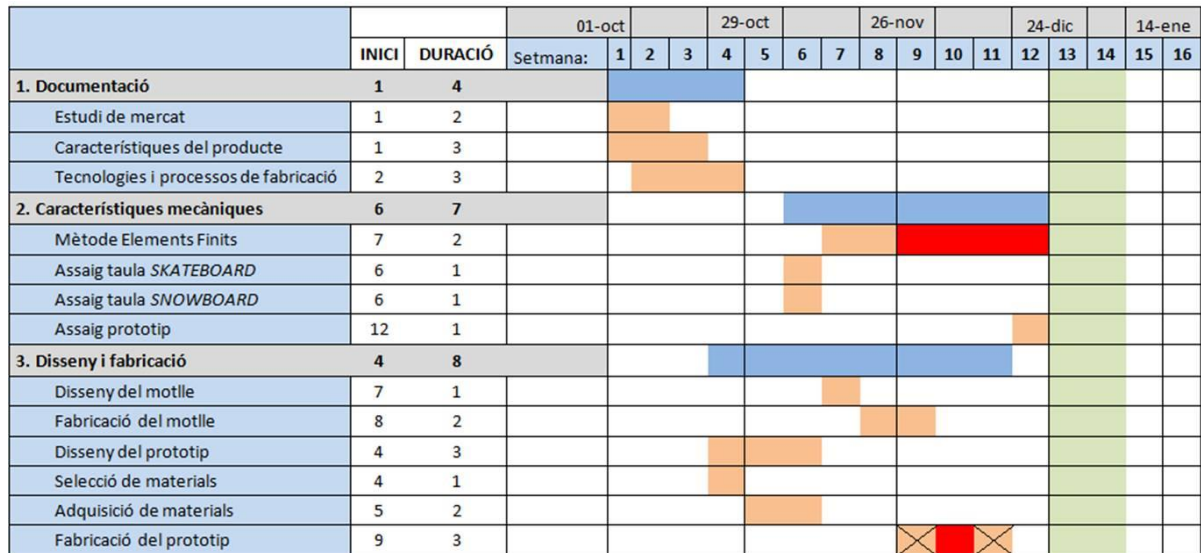 01-oct 29-oct 26-nov 24-dic 14-ene
INICI DURACIÓ Setmana: 1 2 3 4 5 6 7 8 9 10 11 12 13 14 15 16
1. Documentació 1 4
Estudi de mercat 1 2
Característiques del producte 1 3
Tecnologies i processos de fabricació 2 3
2. Característiques mecàniques 6 7
Mètode Elements Finits 7 2
Assaig taula SKATEBOARD 6 1
Assaig taula SNOWBOARD 6 1
Assaig prototip 12 1
3. Disseny i fabricació 4 8
Disseny del motlle 7 1
Fabricació del motlle 8 2
Disseny del prototip 4 3
Selecció de materials 4 1
Adquisició de materials 5 2
Fabricació del prototip 9 3